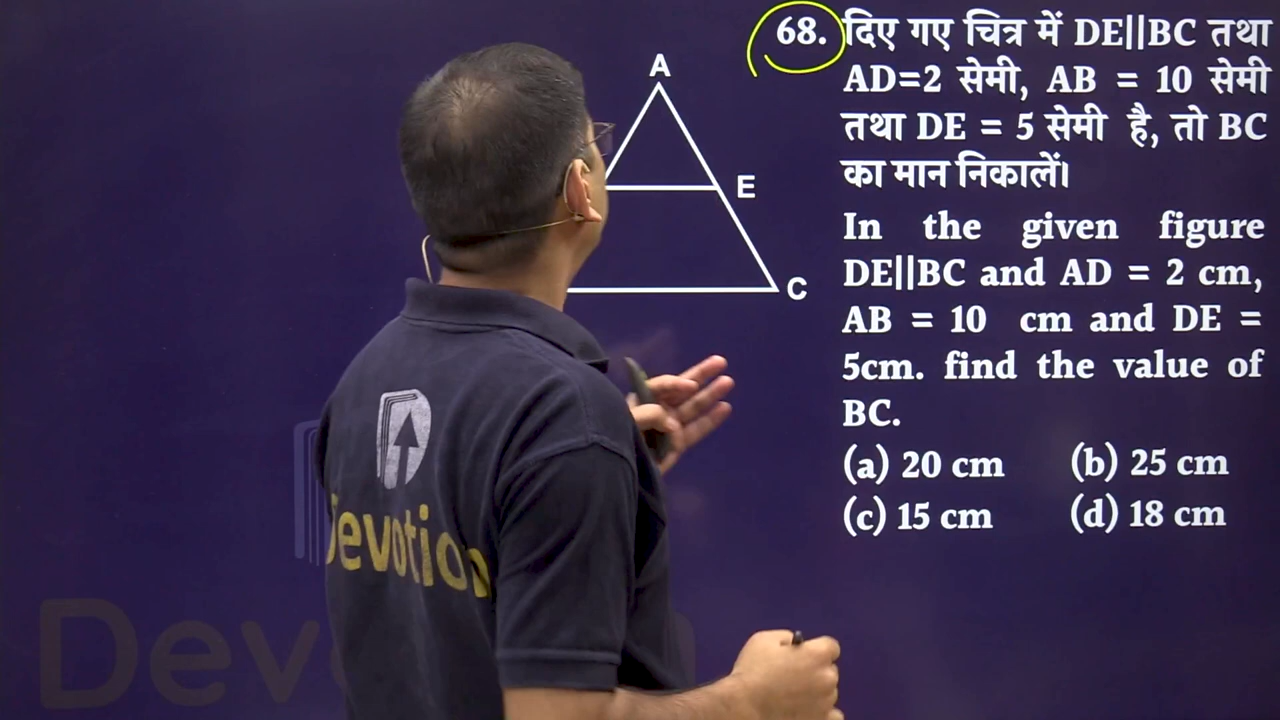 68. दिए गए चित्र में DE||BC तथा
AD=2 सेमी, AB = 10 सेमी
तथा DE = 5 सेमी है, तो BC
का मान निकालें।
In the given figure
DE||BC and AD = 2 cm,
AB = 10 cm and DE =
5cm. find the value of
BC.
(a) 20 cm (b) 25 cm
(c) 15 cm (d) 18 cm
A
E
C
Devotion